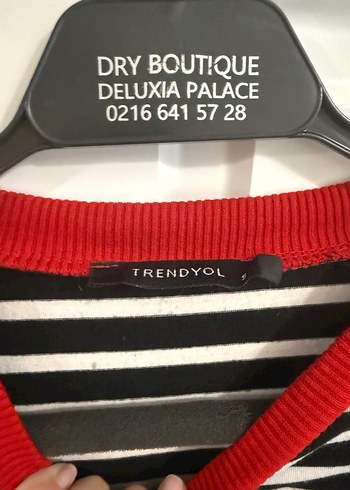 DRY BOUTIQUE
DELUXIA PALACE
0216 641 57 28
TRENDYOL